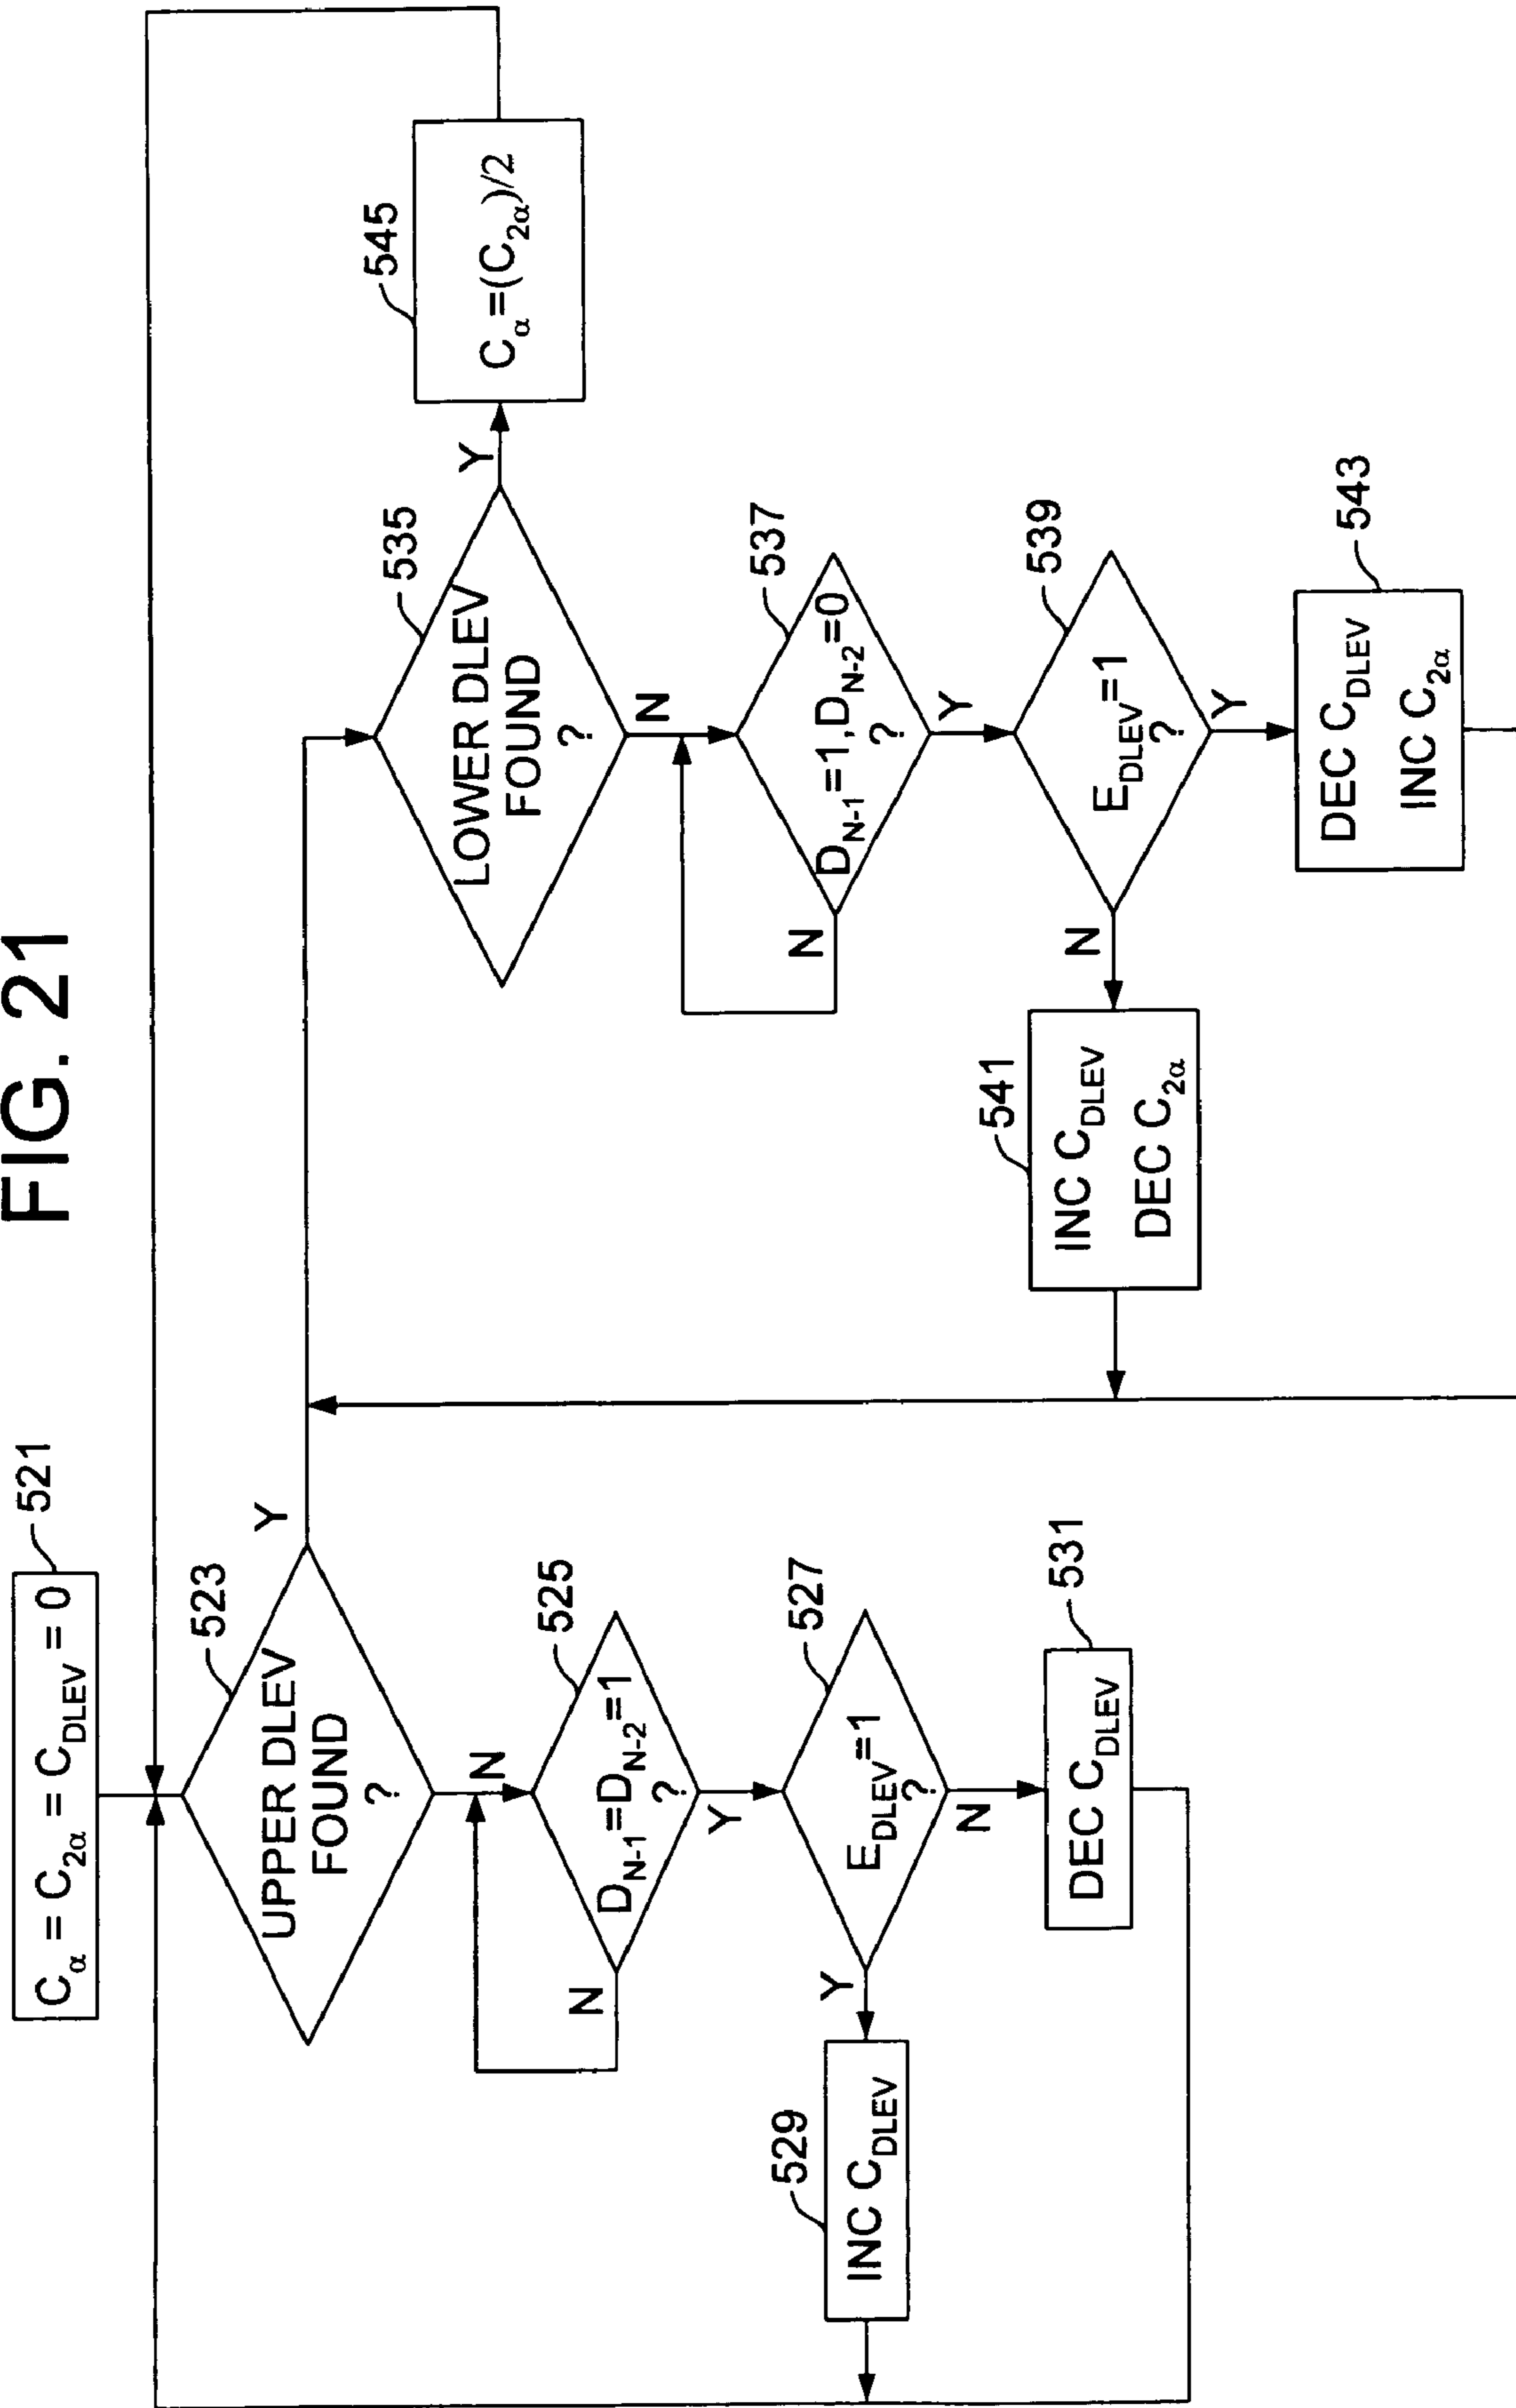 FIG. 21
C_α = C_2α = C_DLEV = 0
521
UPPER DLEV
FOUND
?
523
Y
N
D_N-1=D_N-2=1
?
525
N
Y
E_DLEV=1
?
527
Y
N
INC C_DLEV
529
DEC C_DLEV
531
LOWER DLEV
FOUND
?
535
Y
N
C_α=(C_2α)/2
545
D_N-1=1,D_N-2=0
?
537
N
Y
E_DLEV=1
?
539
N
Y
INC C_DLEV
DEC C_2α
541
DEC C_DLEV
INC C_2α
543